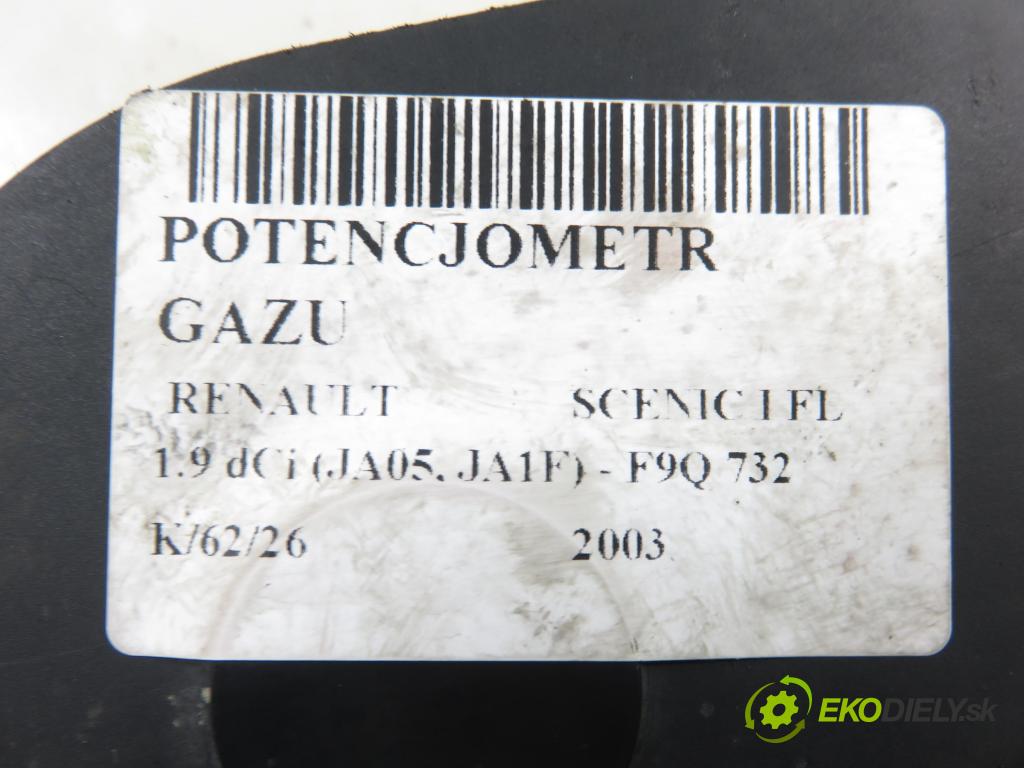 POTENCJOMETR
GAZU
RENAULT SCENIC I FL
1.9 dCi (JA05, JA1F) - F9Q 732
K/62/26 2003
EKODIELY.sk